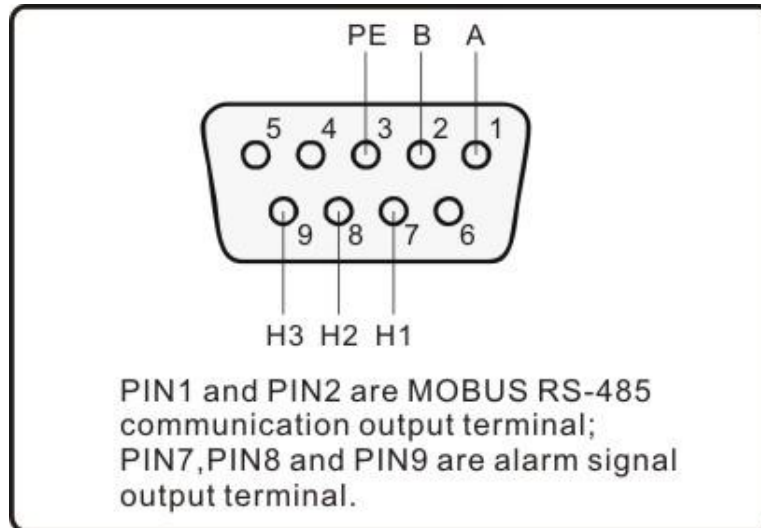 PE B A
5 4 3 2 1
9 8 7 6
H3 H2 H1
PIN1 and PIN2 are MOBUS RS-485
communication output terminal;
PIN7,PIN8 and PIN9 are alarm signal
output terminal.